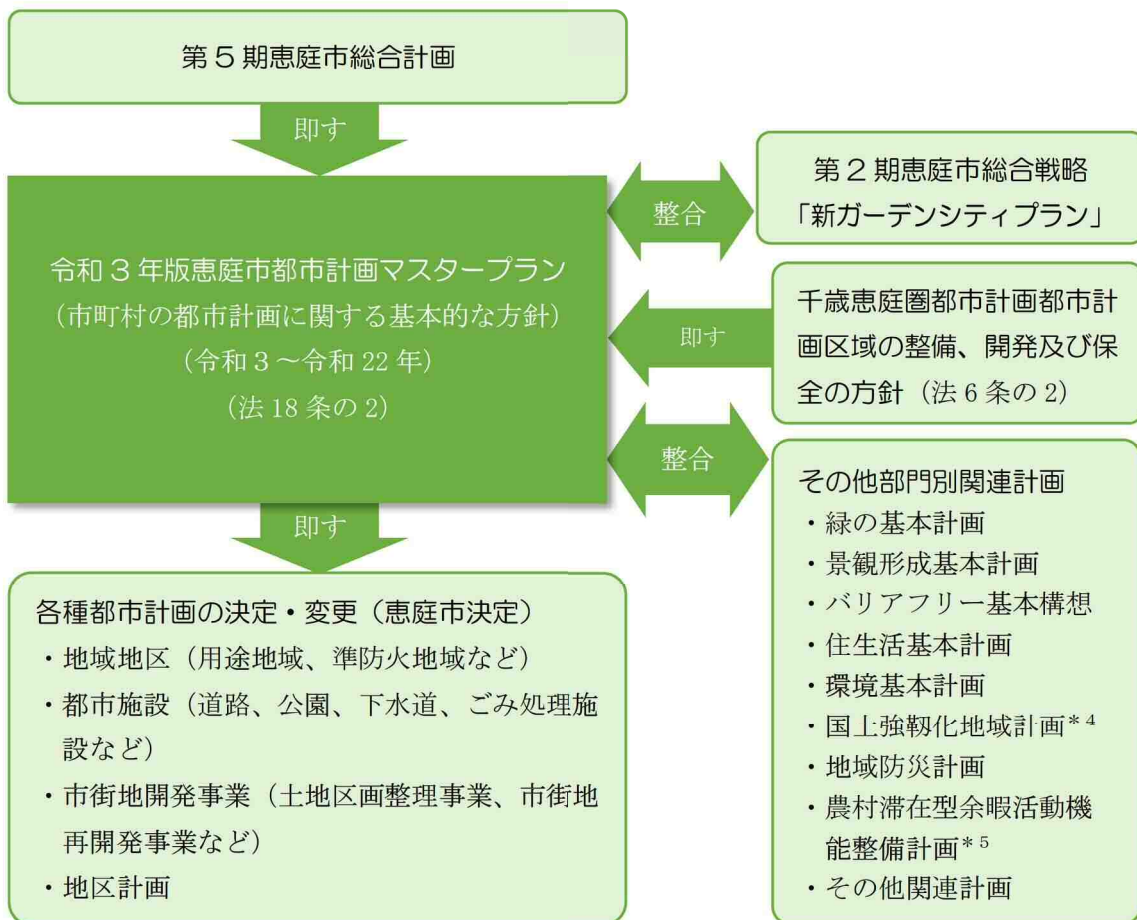 第5期恵庭市総合計画
即す
令和3年版恵庭市都市計画マスタープラン
（市町村の都市計画に関する基本的な方針）
（令和3～令和22年）
（法18条の2）
整合
第2期恵庭市総合戦略
「新ガーデンシティプラン」
即す
千歳恵庭圏都市計画都市計
画区域の整備、開発及び保
全の方針（法6条の2）
整合
その他部門別関連計画
・緑の基本計画
・景観形成基本計画
・バリアフリー基本構想
・住生活基本計画
・環境基本計画
・国土強靱化地域計画*4
・地域防災計画
・農村滞在型余暇活動機
能整備計画*5
・その他関連計画
即す
各種都市計画の決定・変更（恵庭市決定）
・地域地区（用途地域、準防火地域など）
・都市施設（道路、公園、下水道、ごみ処理施
設など）
・市街地開発事業（土地区画整理事業、市街地
再開発事業など）
・地区計画